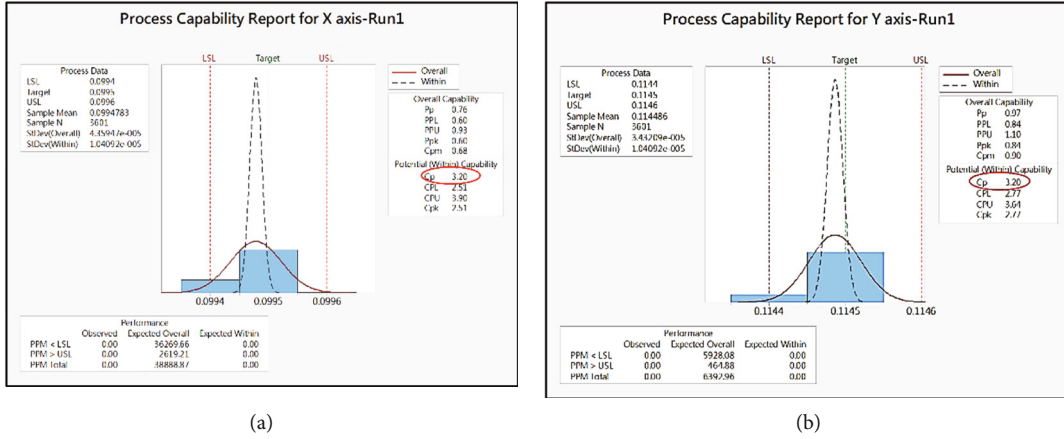 Process Capability Report for X axis-Run1
LSL Target USL
Process Data
LSL 0.0994
Target 0.0995
USL 0.0996
Sample Mean 0.0994783
Sample N 3601
StDev(Overall) 4.35947e-005
StDev(Within) 1.04092e-005
Overall
Within
Overall Capability
Pp 0.76
PPL 0.60
PPU 0.93
Ppk 0.60
Cpm 0.68
Potential (Within) Capability
Cp 3.20
CPL 2.51
CPU 3.90
Cpk 2.51
0.0994 0.0995 0.0996
Performance
Observed Expected Overall Expected Within
PPM < LSL 0.00 36269.66 0.00
PPM > USL 0.00 2619.21 0.00
PPM Total 0.00 38888.87 0.00
(a)
Process Capability Report for Y axis-Run1
LSL Target USL
Process Data
LSL 0.1144
Target 0.1145
USL 0.1146
Sample Mean 0.114486
Sample N 3601
StDev(Overall) 3.43209e-005
StDev(Within) 1.04092e-005
Overall
Within
Overall Capability
Pp 0.97
PPL 0.84
PPU 1.10
Ppk 0.84
Cpm 0.90
Potential (Within) Capability
Cp 3.20
CPL 2.77
CPU 3.64
Cpk 2.77
0.1144 0.1145 0.1146
Performance
Observed Expected Overall Expected Within
PPM < LSL 0.00 5928.08 0.00
PPM > USL 0.00 464.88 0.00
PPM Total 0.00 6392.96 0.00
(b)